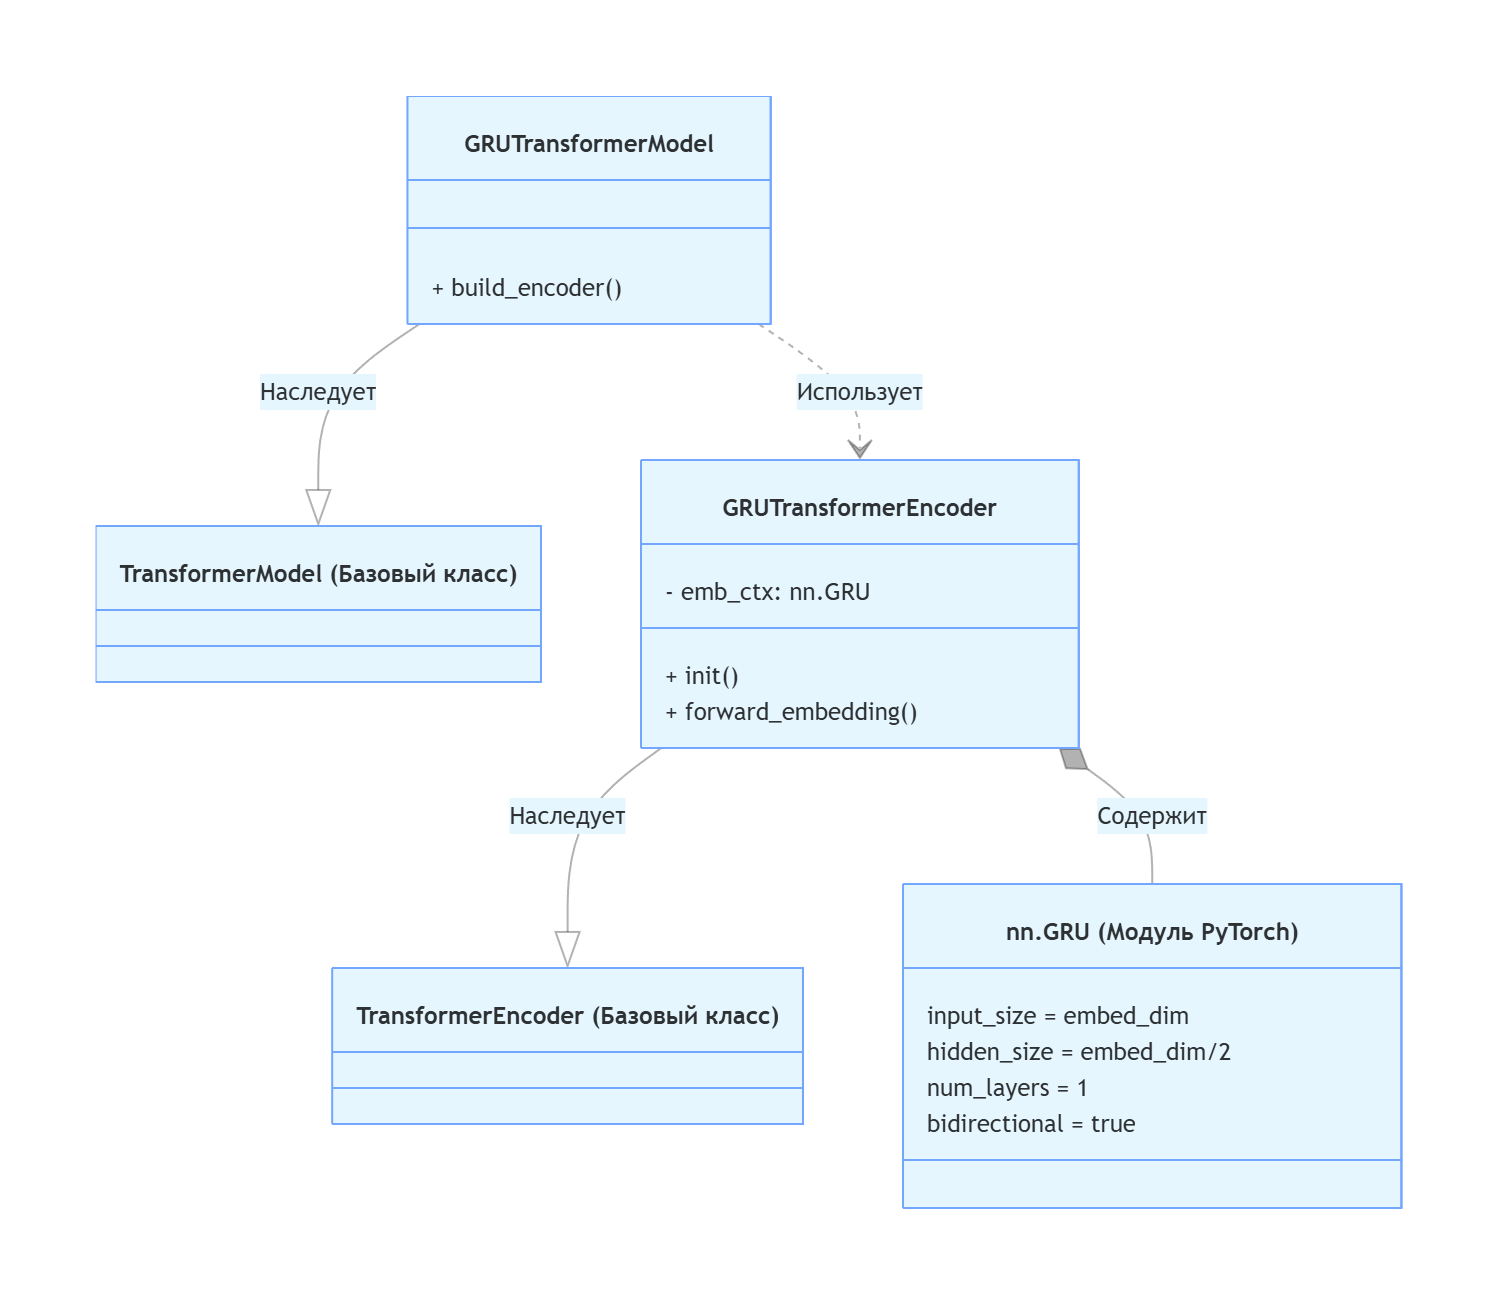 GRUTransformerModel
+ build_encoder()
Наследует
Использует
TransformerModel (Базовый класс)
GRUTransformerEncoder
- emb_ctx: nn.GRU
+ init()
+ forward_embedding()
Наследует
Содержит
TransformerEncoder (Базовый класс)
nn.GRU (Модуль PyTorch)
input_size = embed_dim
hidden_size = embed_dim/2
num_layers = 1
bidirectional = true